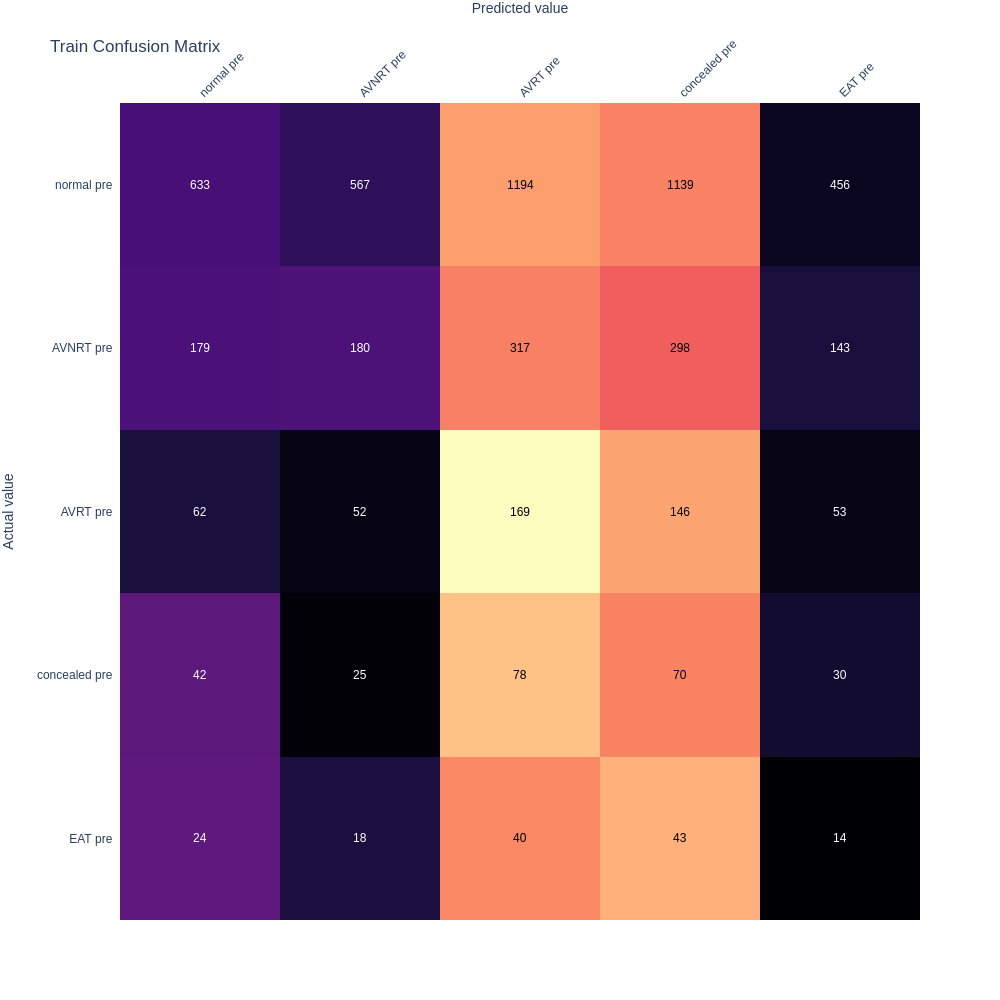 Predicted value
Train Confusion Matrix
normal pre AVNRT pre AVRT pre concealed pre EAT pre
normal pre 633 567 1194 1139 456
AVNRT pre 179 180 317 298 143
Actual value
AVRT pre 62 52 169 146 53
concealed pre 42 25 78 70 30
EAT pre 24 18 40 43 14